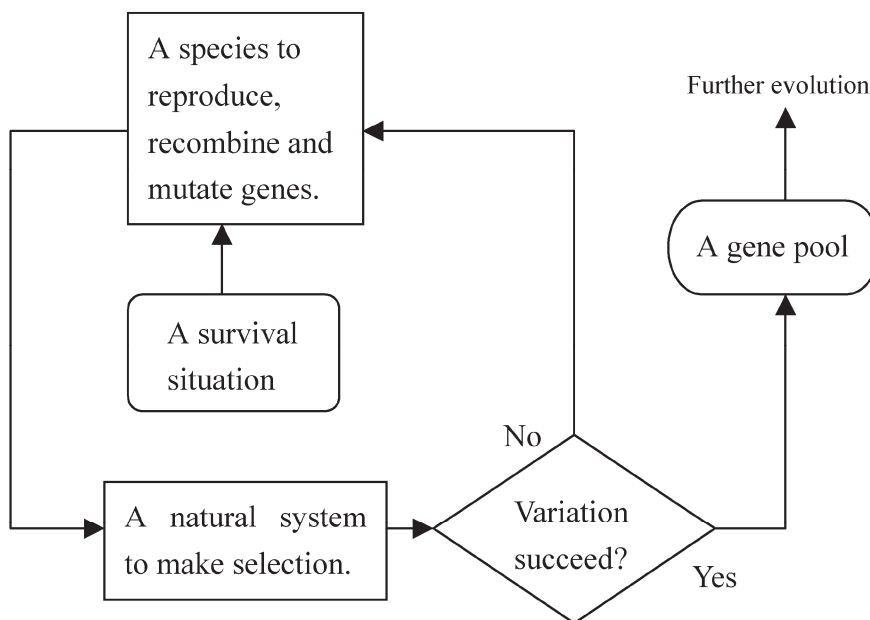 A species to
reproduce,
recombine and
mutate genes.
Further evolution
A gene pool
A survival
situation
No
A natural system
to make selection.
Variation
succeed?
Yes